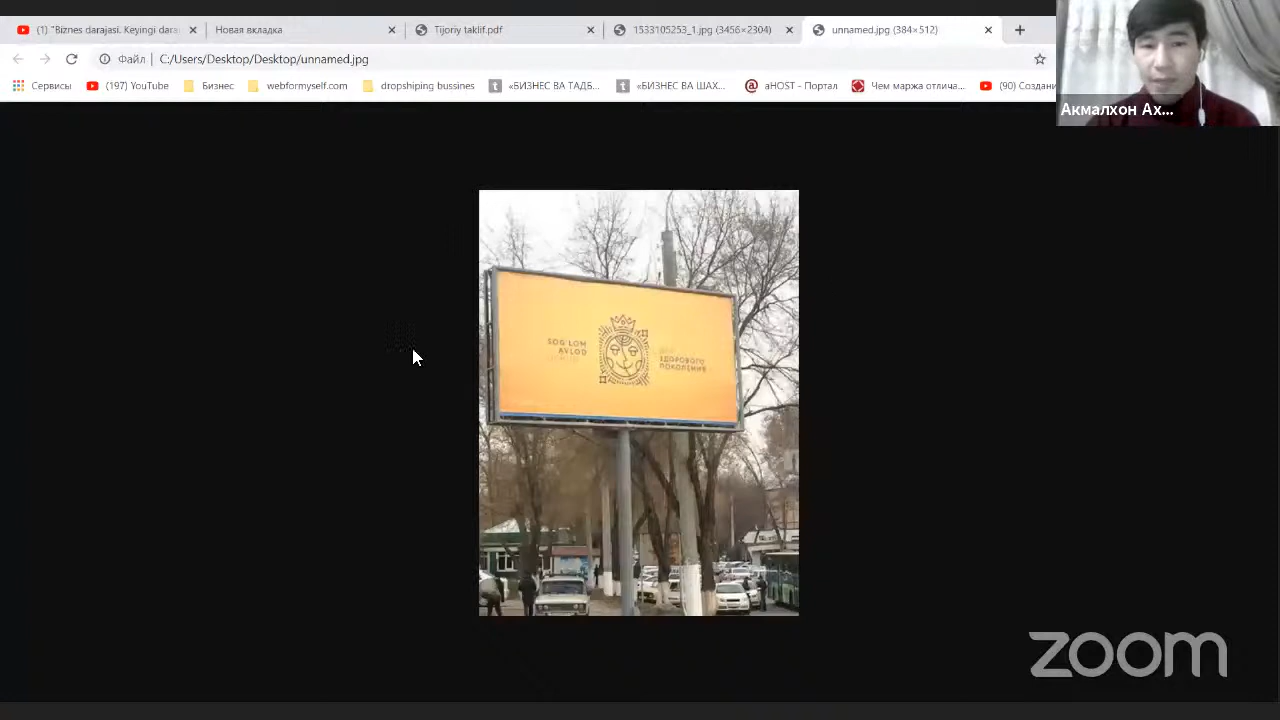 (1) "Biznes darajasi. Keyingi dara
Новая вкладка
Tijoriy taklif.pdf
1533105253_1.jpg (3456×2304)
unnamed.jpg (384×512)
Файл
C:/Users/Desktop/Desktop/unnamed.jpg
Сервисы
(197) YouTube
Бизнес
webformyself.com
dropshiping bussines
«БИЗНЕС ВА ТАДБ...
«БИЗНЕС ВА ШАХ...
aHOST - Портал
Чем маржа отлича...
(90) Создани
Акмалхон Ах...
SOG'LOM
AVLOD
ЗДОРОВОГО
ПОКОЛЕНИЯ
zoom